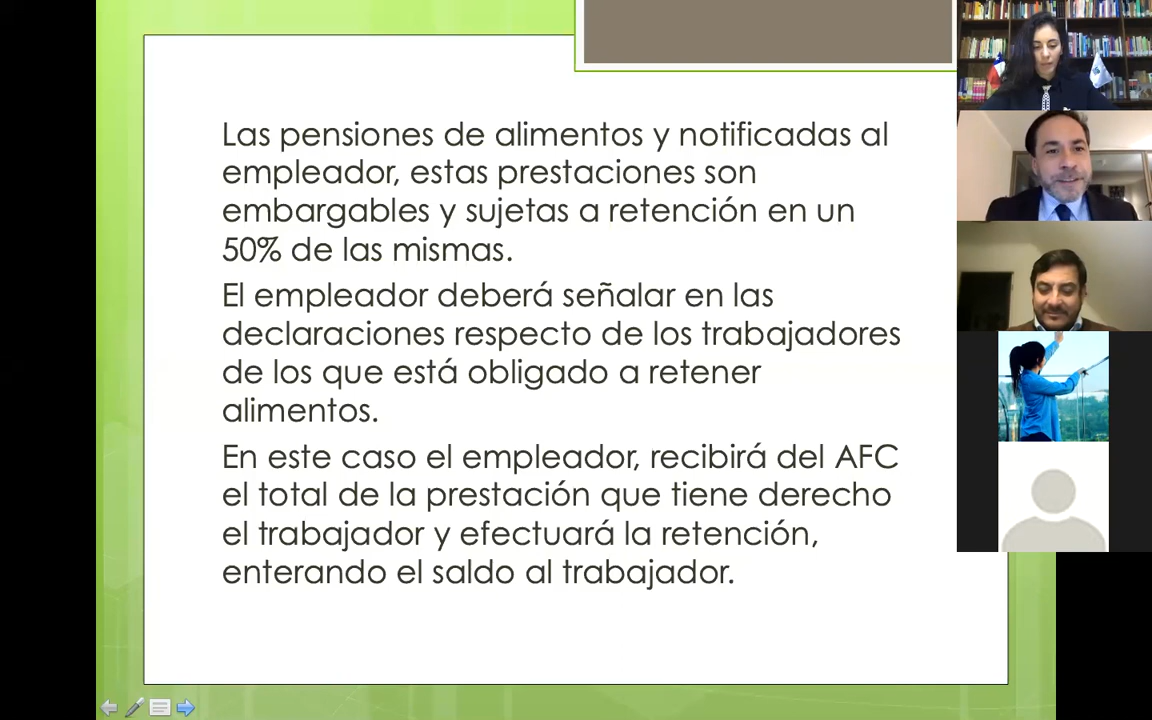 Las pensiones de alimentos y notificadas al
empleador, estas prestaciones son
embargables y sujetas a retención en un
50% de las mismas.
El empleador deberá señalar en las
declaraciones respecto de los trabajadores
de los que está obligado a retener
alimentos.
En este caso el empleador, recibirá del AFC
el total de la prestación que tiene derecho
el trabajador y efectuará la retención,
enterando el saldo al trabajador.